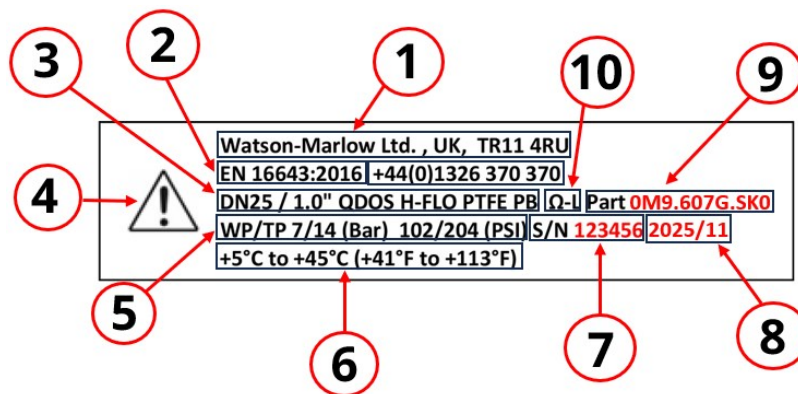 3
2
1
10
9
4
Watson-Marlow Ltd. , UK, TR11 4RU
EN 16643:2016 +44(0)1326 370 370
DN25 / 1.0" QDOS H-FLO PTFE PB Ω-L Part 0M9.607G.SK0
WP/TP 7/14 (Bar) 102/204 (PSI) S/N 123456 2025/11
+5°C to +45°C (+41°F to +113°F)
5
6
7
8